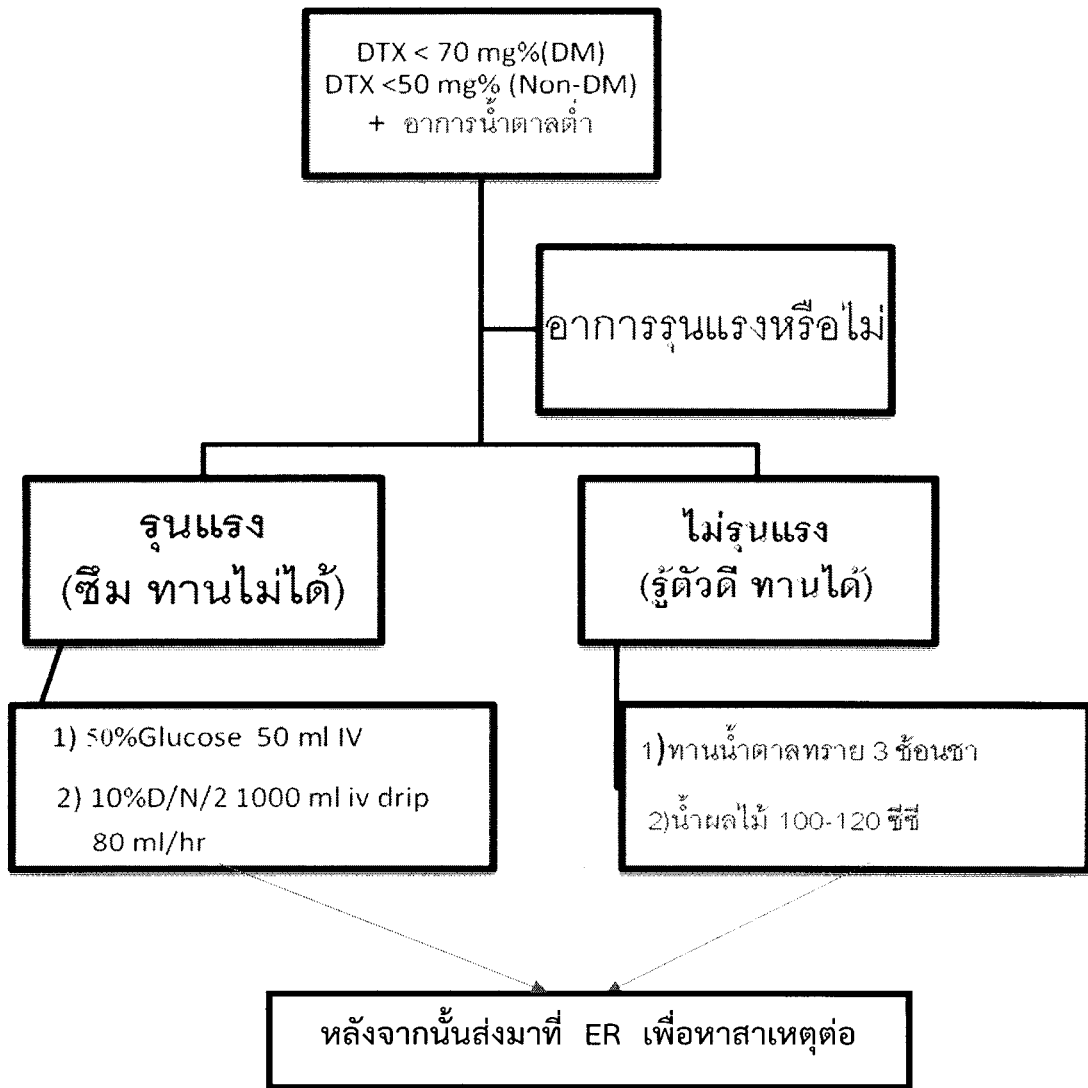 DTX < 70 mg%(DM)
DTX <50 mg% (Non-DM)
+ อาการน้ำตาลต่ำ
อาการรุนแรงหรือไม่
รุนแรง
(ซึม ทานไม่ได้)
ไม่รุนแรง
(รู้ตัวดี ทานได้)
1) 50%Glucose 50 ml IV
2) 10%D/N/2 1000 ml iv drip
80 ml/hr
1)ทานน้ำตาลทราย 3 ช้อนชา
2)น้ำผลไม้ 100-120 ซีซี
หลังจากนั้นส่งมาที่ ER เพื่อหาสาเหตุต่อ